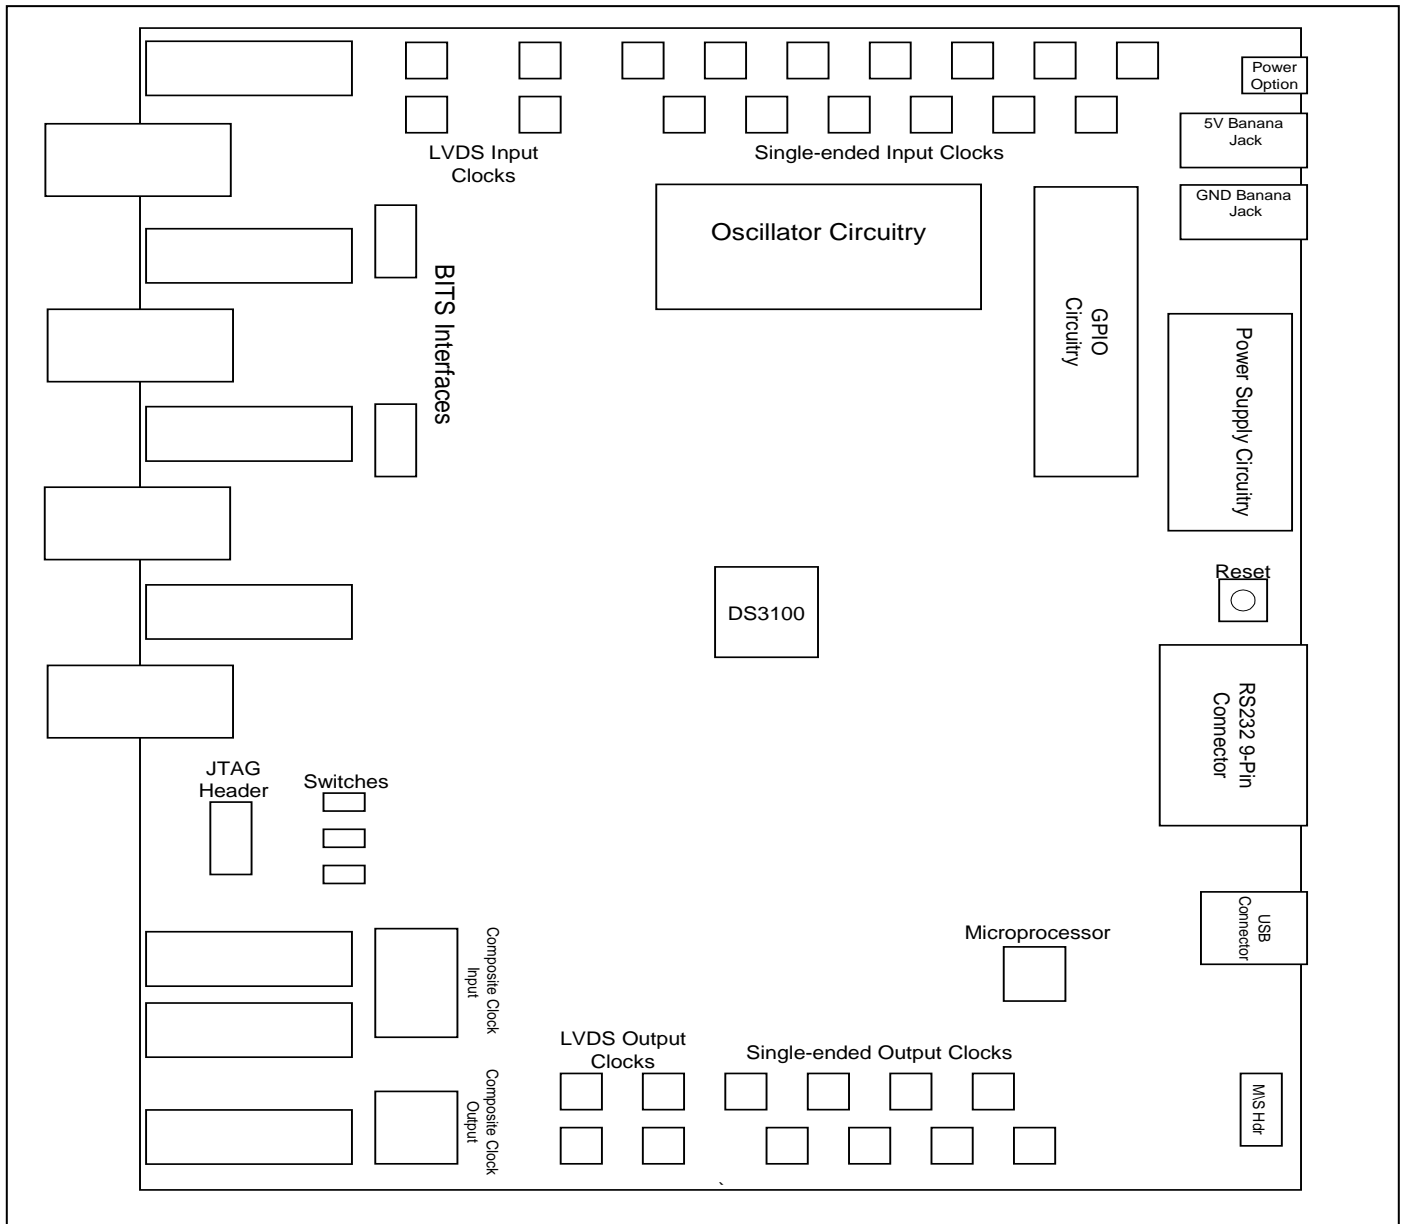 Power
Option
5V Banana
Jack
LVDS Input
Clocks
Single-ended Input Clocks
GND Banana
Jack
Oscillator Circuitry
BITS Interfaces
GPIO
Circuitry
Power Supply Circuitry
Reset
DS3100
RS232 9-Pin
Connector
JTAG
Header
Switches
USB
Connector
Microprocessor
Composite Clock
Input
LVDS Output
Clocks
Single-ended Output Clocks
Composite Clock
Output
M\S Hdr
`